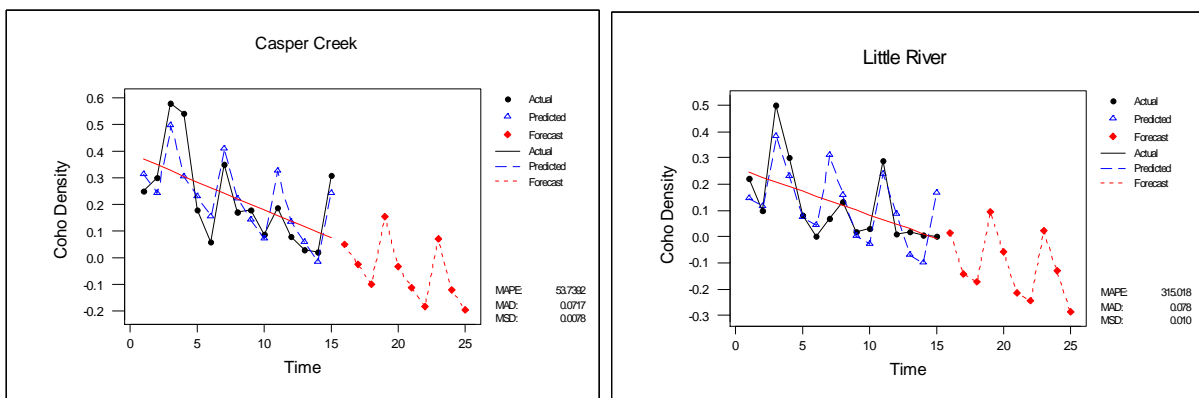 Casper Creek
Coho Density
0.6
0.5
0.4
0.3
0.2
0.1
0.0
-0.1
-0.2
0 5 10 15 20 25
Time
Actual
Predicted
Forecast
Actual
Predicted
Forecast
MAPE: 53.7392
MAD: 0.0717
MSD: 0.0078
Little River
Coho Density
0.5
0.4
0.3
0.2
0.1
0.0
-0.1
-0.2
-0.3
0 5 10 15 20 25
Time
Actual
Predicted
Forecast
Actual
Predicted
Forecast
MAPE: 315.018
MAD: 0.078
MSD: 0.010